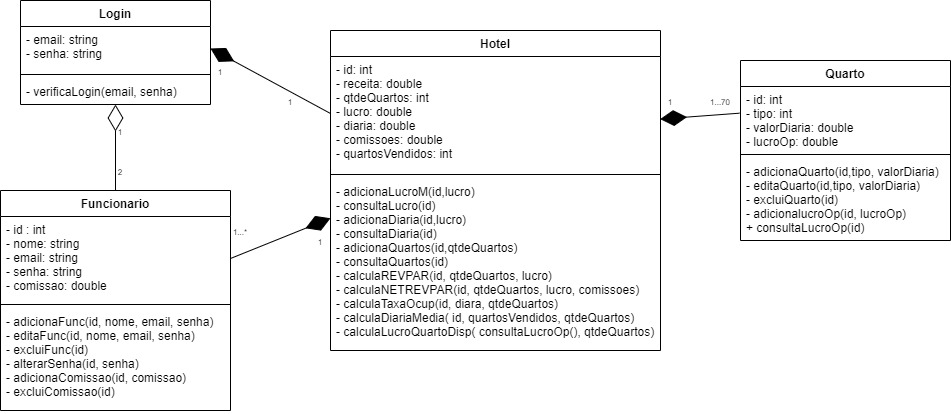 Login
- email: string
- senha: string
- verificaLogin(email, senha)
1
1
1
2
Hotel
- id: int
- receita: double
- qtdeQuartos: int
- lucro: double
- diaria: double
- comissoes: double
- quartosVendidos: int
- adicionaLucroM(id,lucro)
- consultaLucro(id)
- adicionaDiaria(id,lucro)
- consultaDiaria(id)
- adicionaQuartos(id,qtdeQuartos)
- consultaQuartos(id)
- calculaREVPAR(id, qtdeQuartos, lucro)
- calculaNETREVPAR(id, qtdeQuartos, lucro, comissoes)
- calculaTaxaOcup(id, diara, qtdeQuartos)
- calculaDiariaMedia( id, quartosVendidos, qtdeQuartos)
- calculaLucroQuartoDisp( consultaLucroOp(), qtdeQuartos)
1
1...70
Quarto
- id: int
- tipo: int
- valorDiaria: double
- lucroOp: double
- adicionaQuarto(id,tipo, valorDiaria)
- editaQuarto(id,tipo, valorDiaria)
- excluiQuarto(id)
- adicionalucroOp(id, lucroOp)
+ consultaLucroOp(id)
Funcionario
- id : int
- nome: string
- email: string
- senha: string
- comissao: double
- adicionaFunc(id, nome, email, senha)
- editaFunc(id, nome, email, senha)
- excluiFunc(id)
- alterarSenha(id, senha)
- adicionaComissao(id, comissao)
- excluiComissao(id)
1...*
1